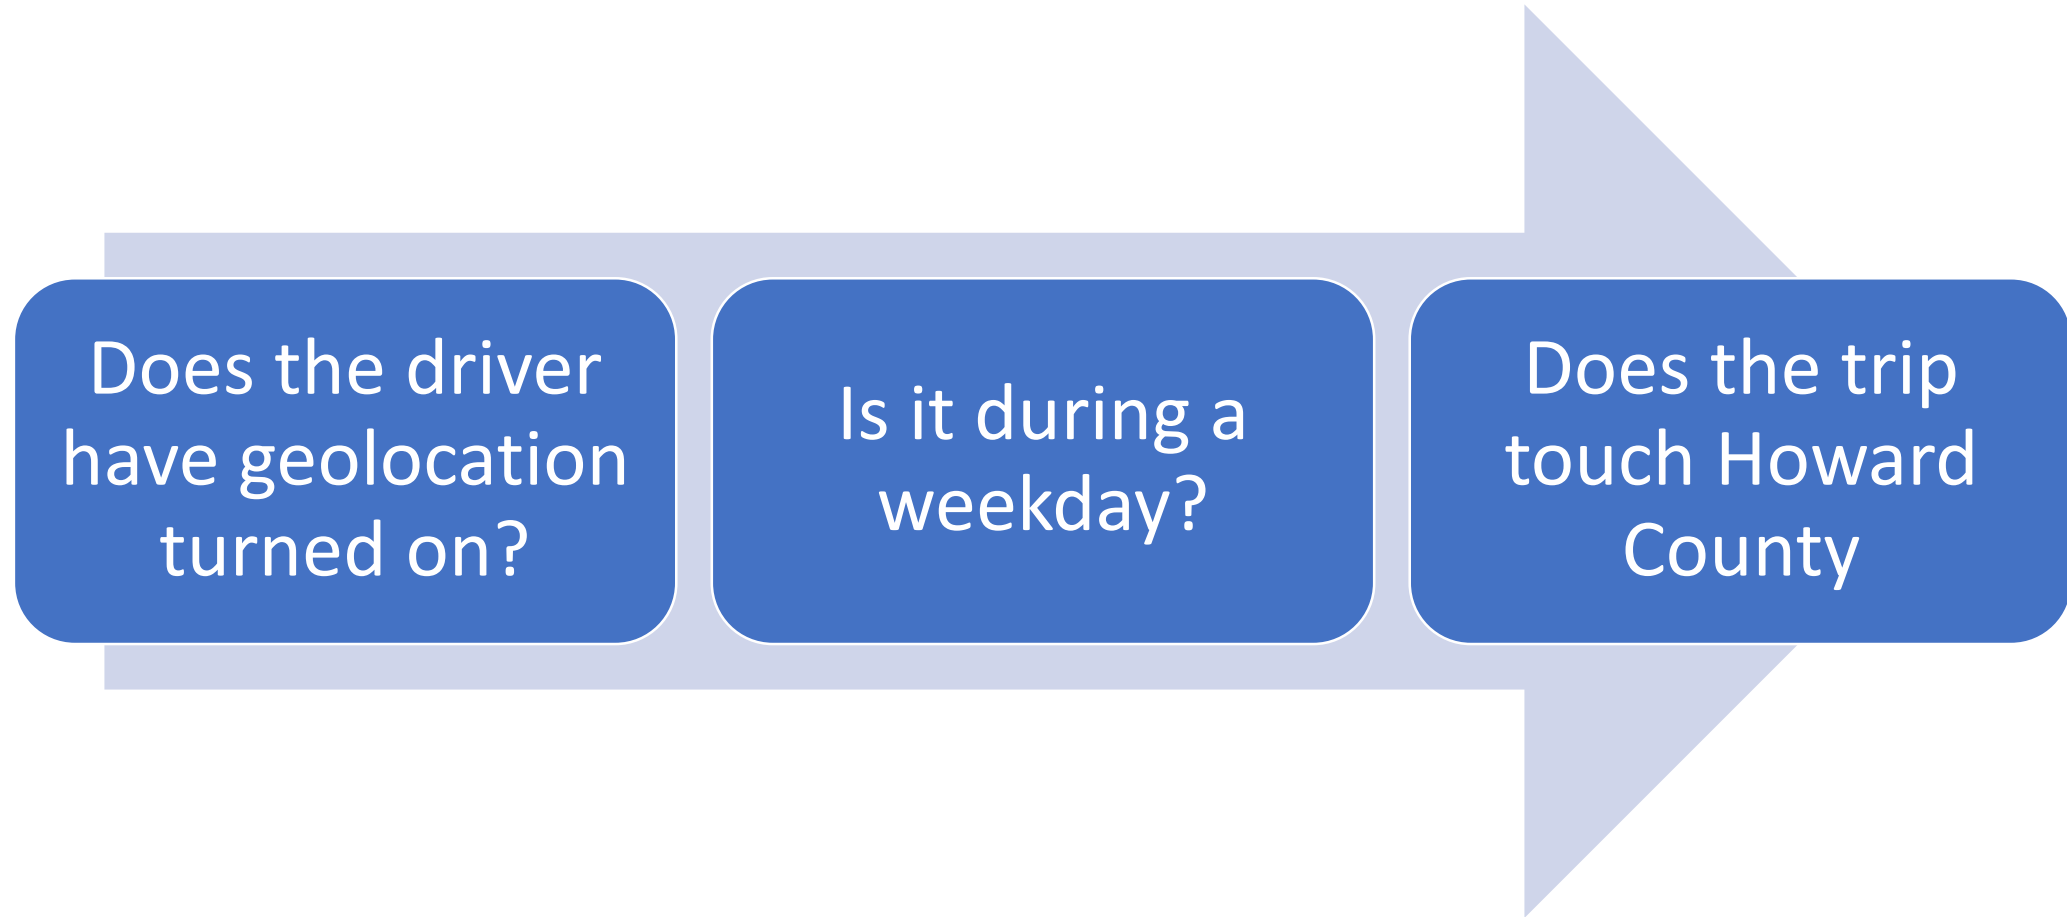 Does the driver
have geolocation
turned on?
Is it during a
weekday?
Does the trip
touch Howard
County